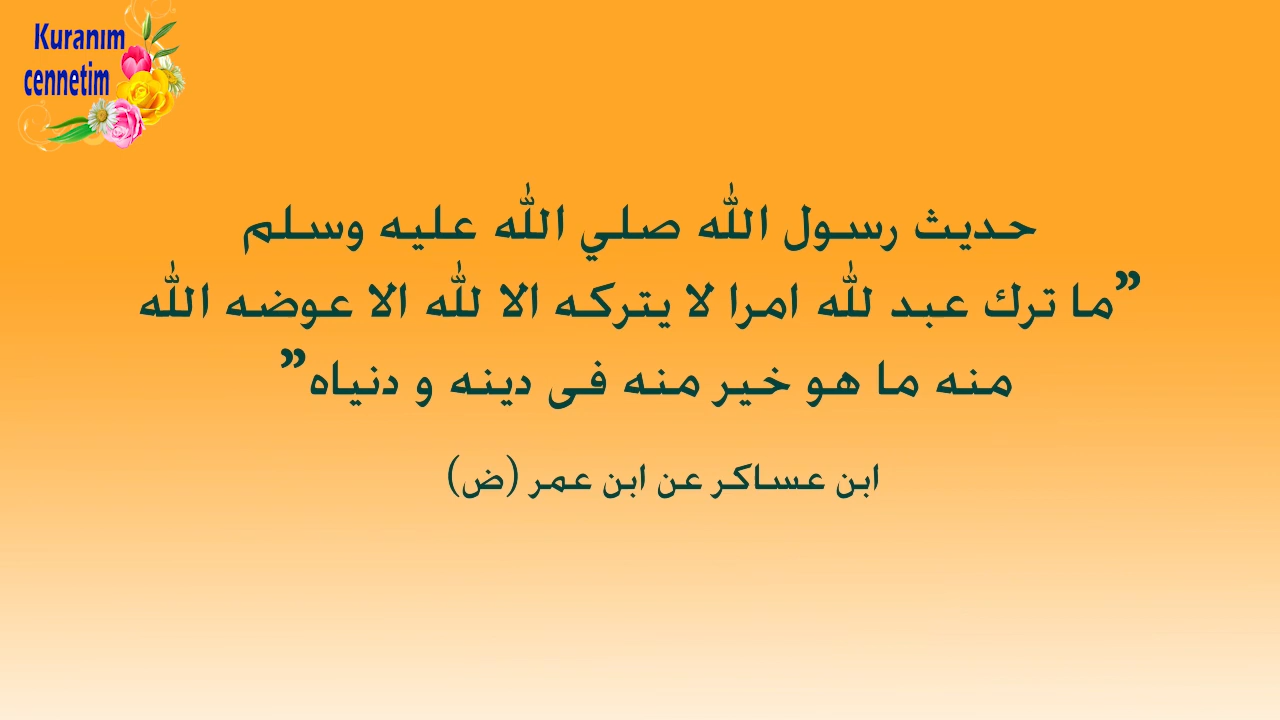 Kuranım
cennetim
حديث رسول الله صلي الله عليه وسلم
”ما ترك عبد لله امرا لا يتركه الا لله الا عوضه الله
منه ما هو خير منه فى دينه و دنياه”
ابن عساكر عن ابن عمر (ض)